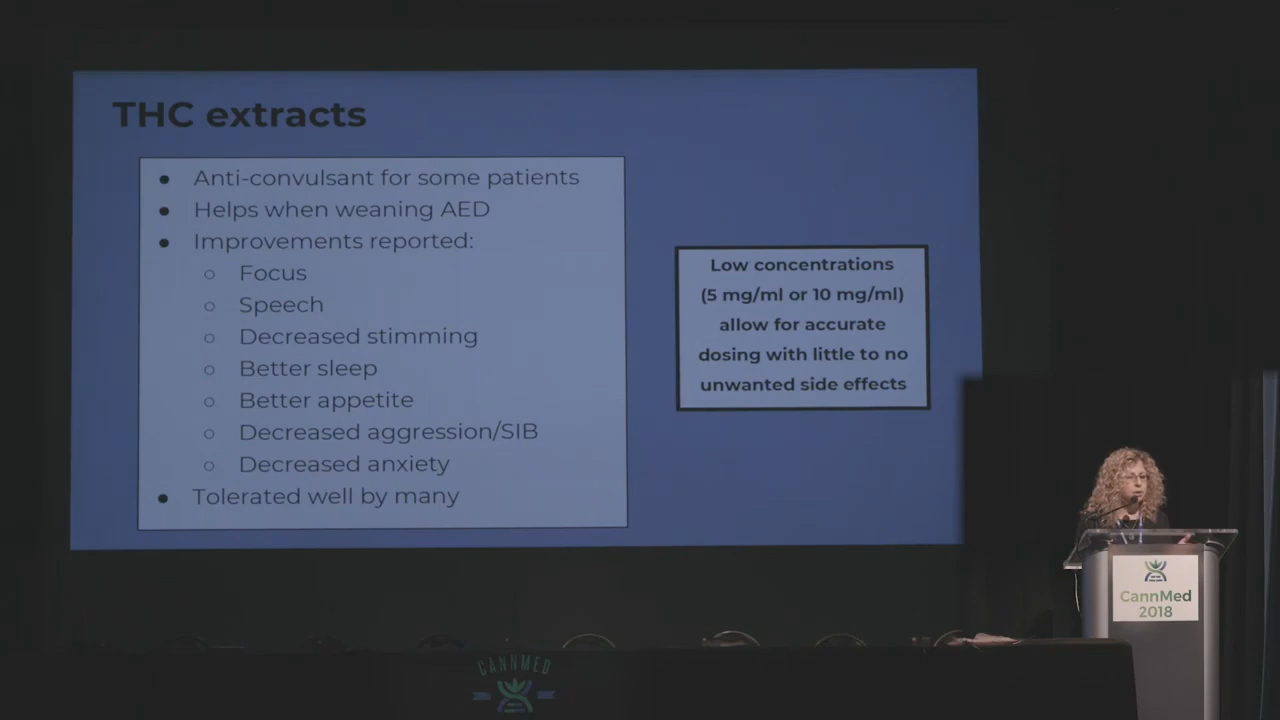 THC extracts
● Anti-convulsant for some patients
● Helps when weaning AED
● Improvements reported:
○ Focus
○ Speech
○ Decreased stimming
○ Better sleep
○ Better appetite
○ Decreased aggression/SIB
○ Decreased anxiety
● Tolerated well by many
Low concentrations
(5 mg/ml or 10 mg/ml)
allow for accurate
dosing with little to no
unwanted side effects
CannMed
2018
CANNMED